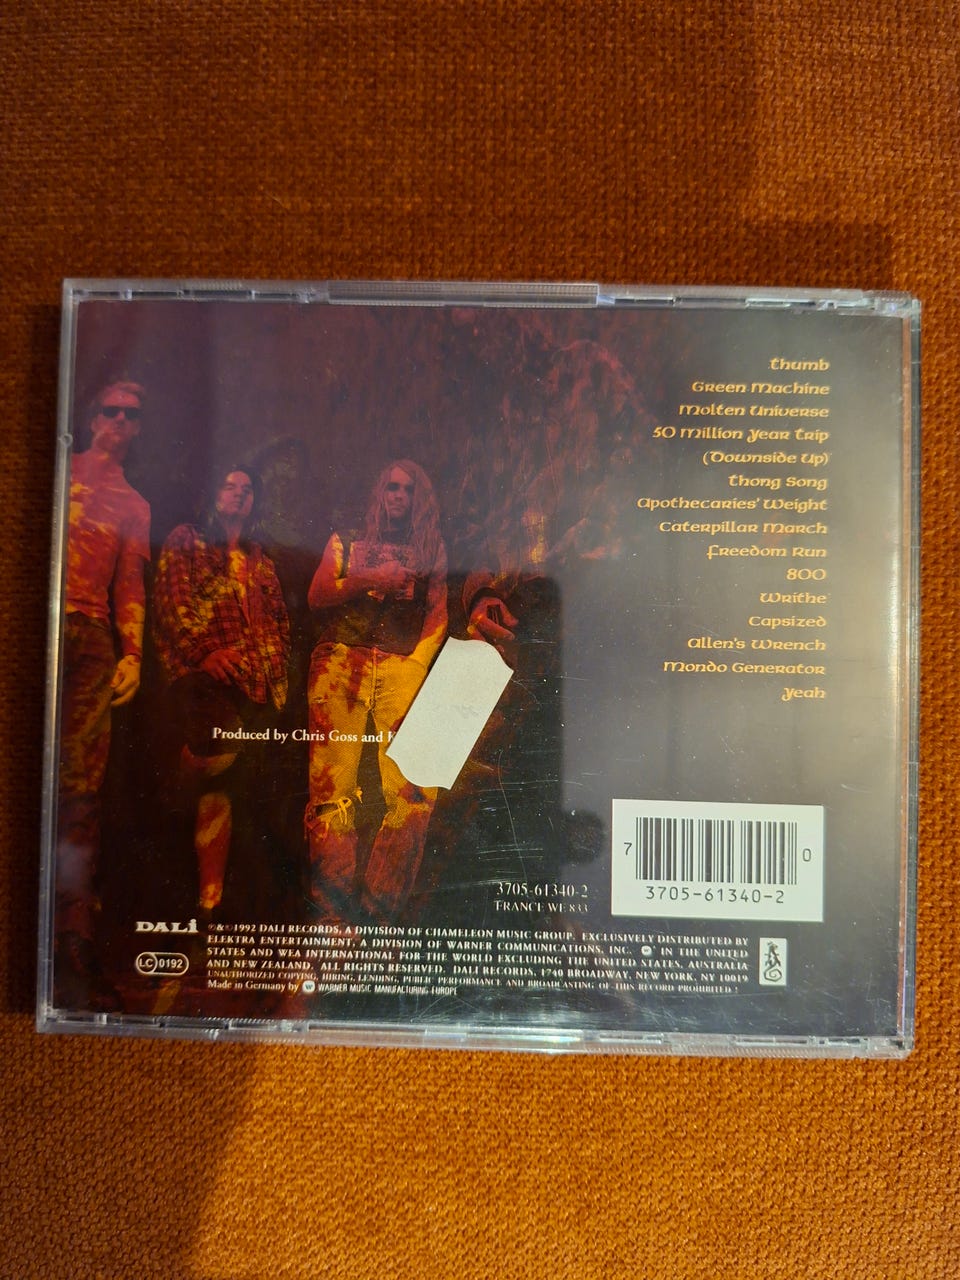 Thumb
Green Machine
Molten Universe
50 Million Year Trip
(Downside Up)
Thong Song
Apothecaries' Weight
Caterpillar March
Freedom Run
800
Writhe
Capsized
Allen's Wrench
Mondo Generator
Yeah
Produced by Chris Goss and K
7 0
3705-61340-2
3705-61340-2
FRANCE WE 833
DALi
LC 0192
℗&©1992 DALI RECORDS, A DIVISION OF CHAMELEON MUSIC GROUP. EXCLUSIVELY DISTRIBUTED BY
ELEKTRA ENTERTAINMENT, A DIVISION OF WARNER COMMUNICATIONS, INC. IN THE UNITED
STATES AND WEA INTERNATIONAL FOR THE WORLD EXCLUDING THE UNITED STATES, AUSTRALIA
AND NEW ZEALAND. ALL RIGHTS RESERVED. DALI RECORDS, 1740 BROADWAY, NEW YORK, NY 10019
UNAUTHORIZED COPYING, HIRING, LENDING, PUBLIC PERFORMANCE AND BROADCASTING OF THIS RECORD PROHIBITED !
Made in Germany by WARNER MUSIC MANUFACTURING EUROPE